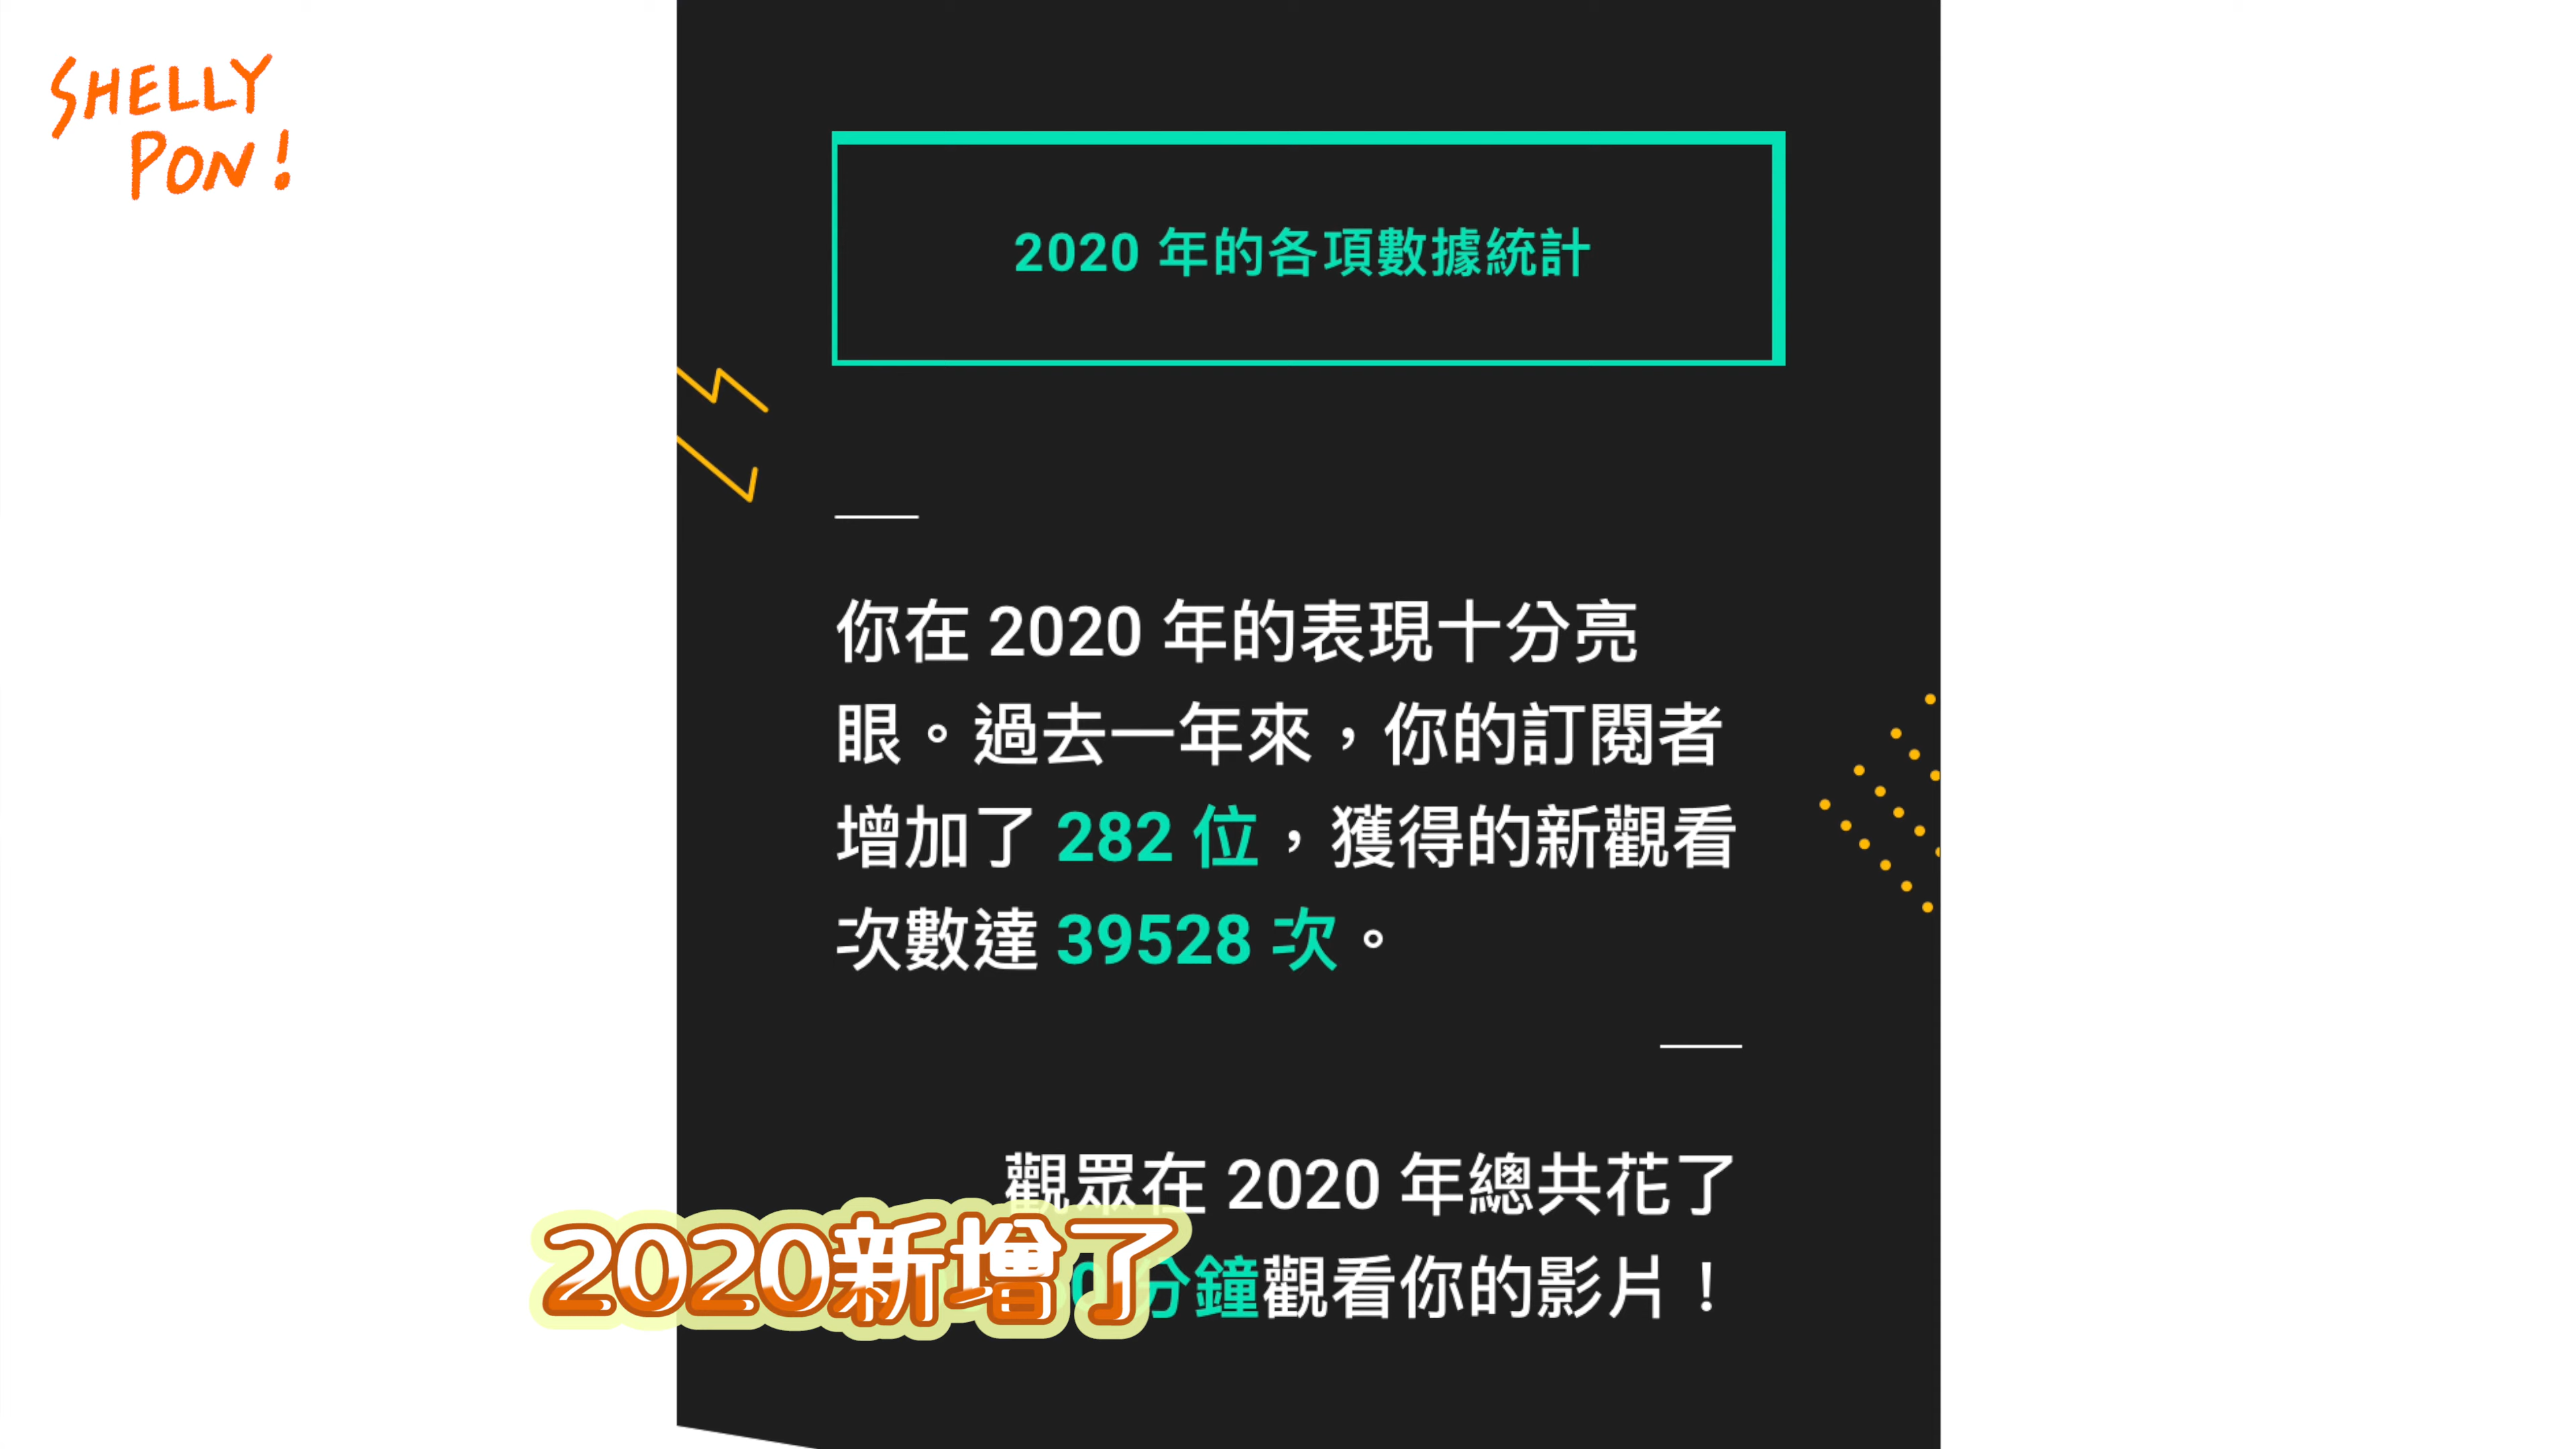 SHELLY
PON!
2020 年的各項數據統計
你在 2020 年的表現十分亮
眼。過去一年來，你的訂閱者
增加了 282 位，獲得的新觀看
次數達 39528 次。
觀眾在 2020 年總共花了
分鐘觀看你的影片！
2020新增了